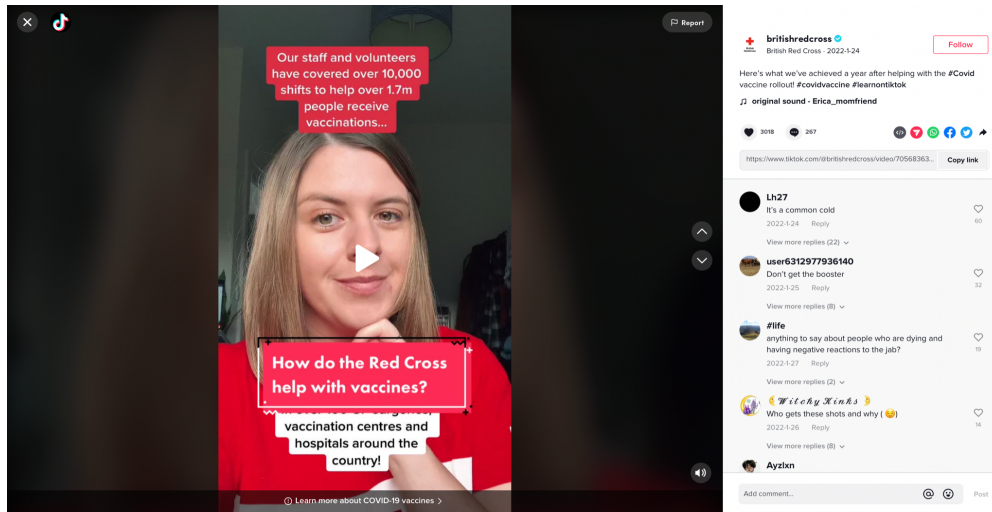 Report
Our staff and volunteers
have covered over 10,000
shifts to help over 1.7m
people receive
vaccinations...
How do the Red Cross
help with vaccines?
vaccination centres and
hospitals around the
country!
Learn more about COVID-19 vaccines
britishredcross
British Red Cross · 2022-1-24
Follow
Here's what we've achieved a year after helping with the #Covid
vaccine rollout! #covidvaccine #learnontiktok
original sound - Erica_momfriend
3018
267
https://www.tiktok.com/@britishredcross/video/70568363...
Copy link
Lh27
It's a common cold
2022-1-24 Reply
60
View more replies (22)
user6312977936140
Don't get the booster
2022-1-25 Reply
32
View more replies (8)
#life
anything to say about people who are dying and
having negative reactions to the jab?
2022-1-27 Reply
19
View more replies (2)
𝓦𝓲𝓽𝓬𝓱𝔂 𝓚𝓲𝓷𝓴𝓼
Who gets these shots and why ( 😏)
2022-1-26 Reply
14
View more replies (8)
Ayzlxn
Add comment...
Post